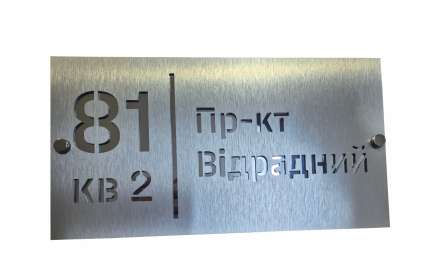 81
кв 2
Пр-кт
Відрадний